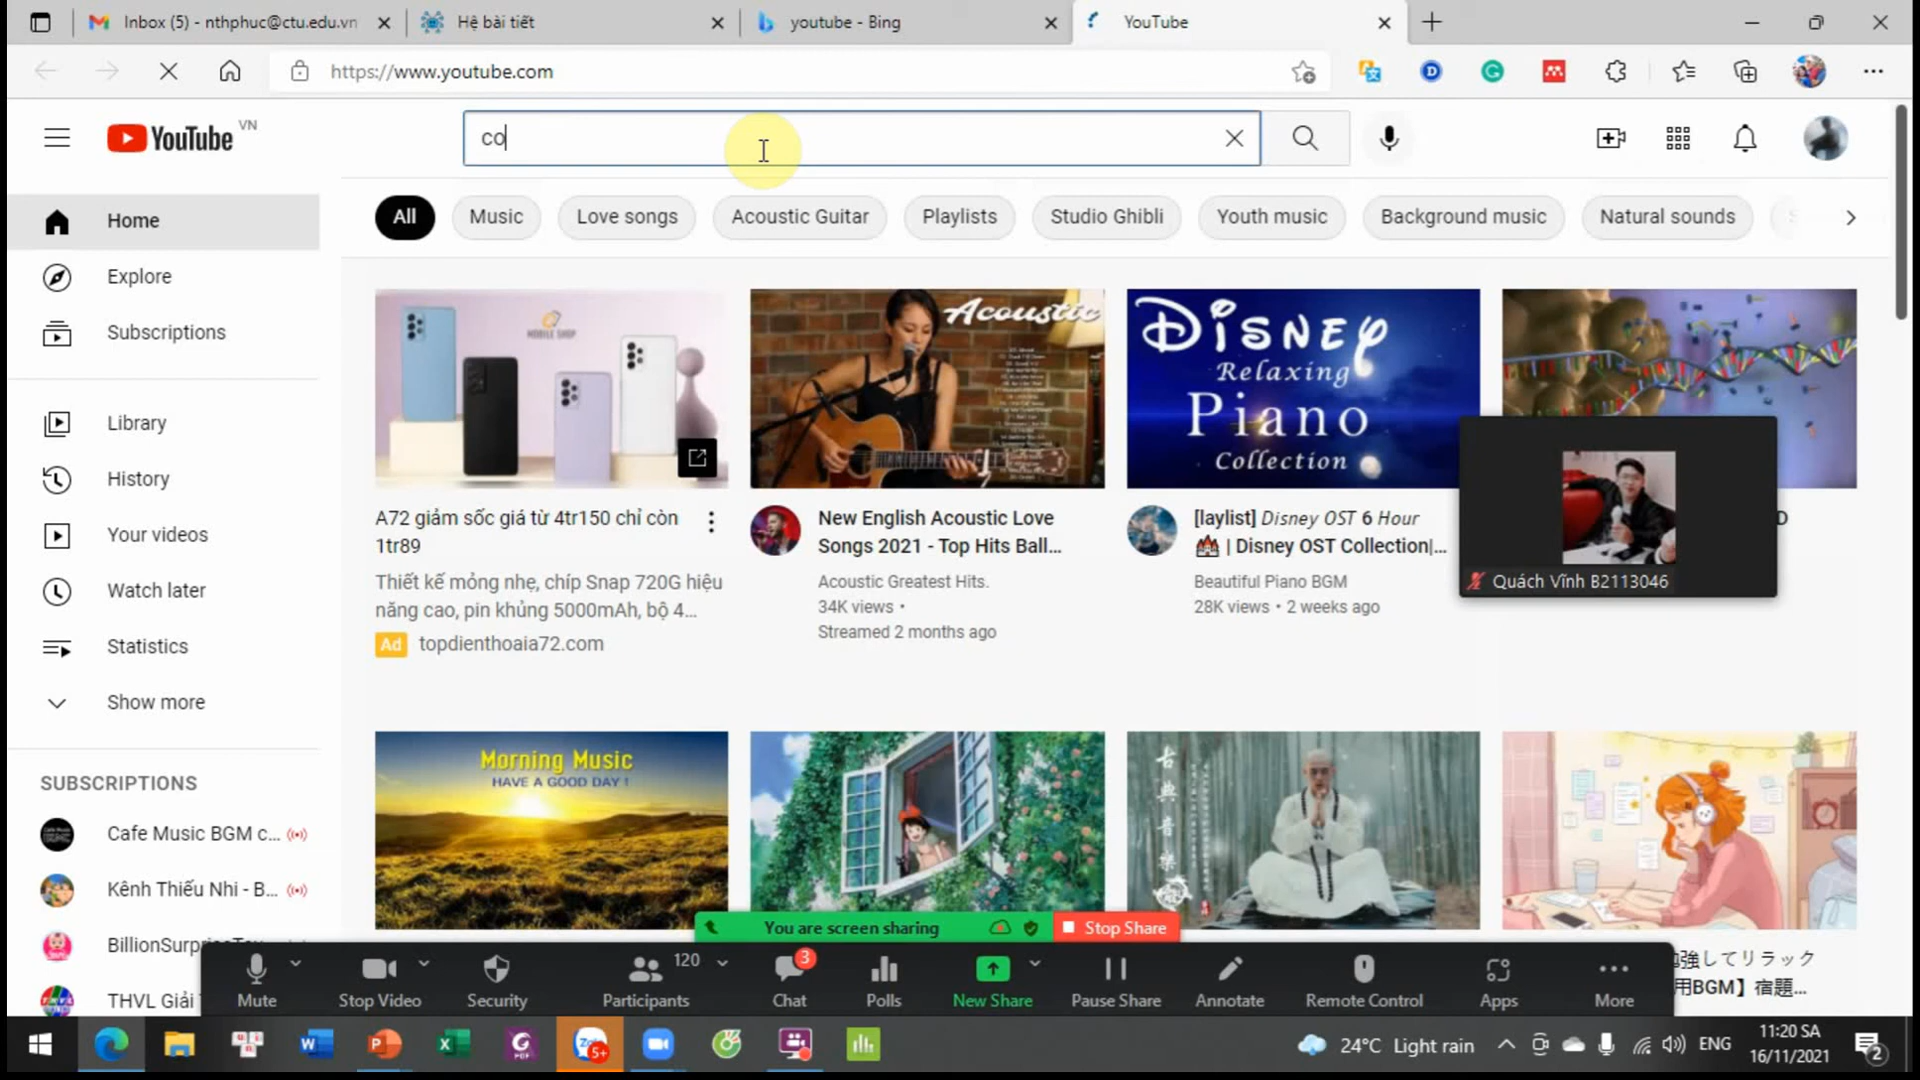 Inbox (5) - nthphuc@ctu.edu.vn
Hệ bài tiết
youtube - Bing
YouTube
https://www.youtube.com
YouTube VN
co
Home
Explore
Subscriptions
Library
History
Your videos
Watch later
Statistics
Show more
SUBSCRIPTIONS
Cafe Music BGM c...
Kênh Thiếu Nhi - B...
THVL Giải
All
Music
Love songs
Acoustic Guitar
Playlists
Studio Ghibli
Youth music
Background music
Natural sounds
MOBILE SHOP
Acoustic
Disney
Relaxing
Piano
Collection
A72 giảm sốc giá từ 4tr150 chỉ còn
1tr89
Thiết kế mỏng nhẹ, chíp Snap 720G hiệu
năng cao, pin khủng 5000mAh, bộ 4...
Ad topdienthoaia72.com
New English Acoustic Love
Songs 2021 - Top Hits Ball...
Acoustic Greatest Hits.
34K views •
Streamed 2 months ago
[laylist] Disney OST 6 Hour
🏰 | Disney OST Collection|...
Beautiful Piano BGM
28K views • 2 weeks ago
D
Quách Vĩnh B2113046
Morning Music
HAVE A GOOD DAY !
古典音樂
強してリラック
用BGM】宿題...
You are screen sharing
Stop Share
Mute
Stop Video
Security
120
Participants
3
Chat
Polls
New Share
Pause Share
Annotate
Remote Control
Apps
More
5+
24°C Light rain
ENG
11:20 SA
16/11/2021
2